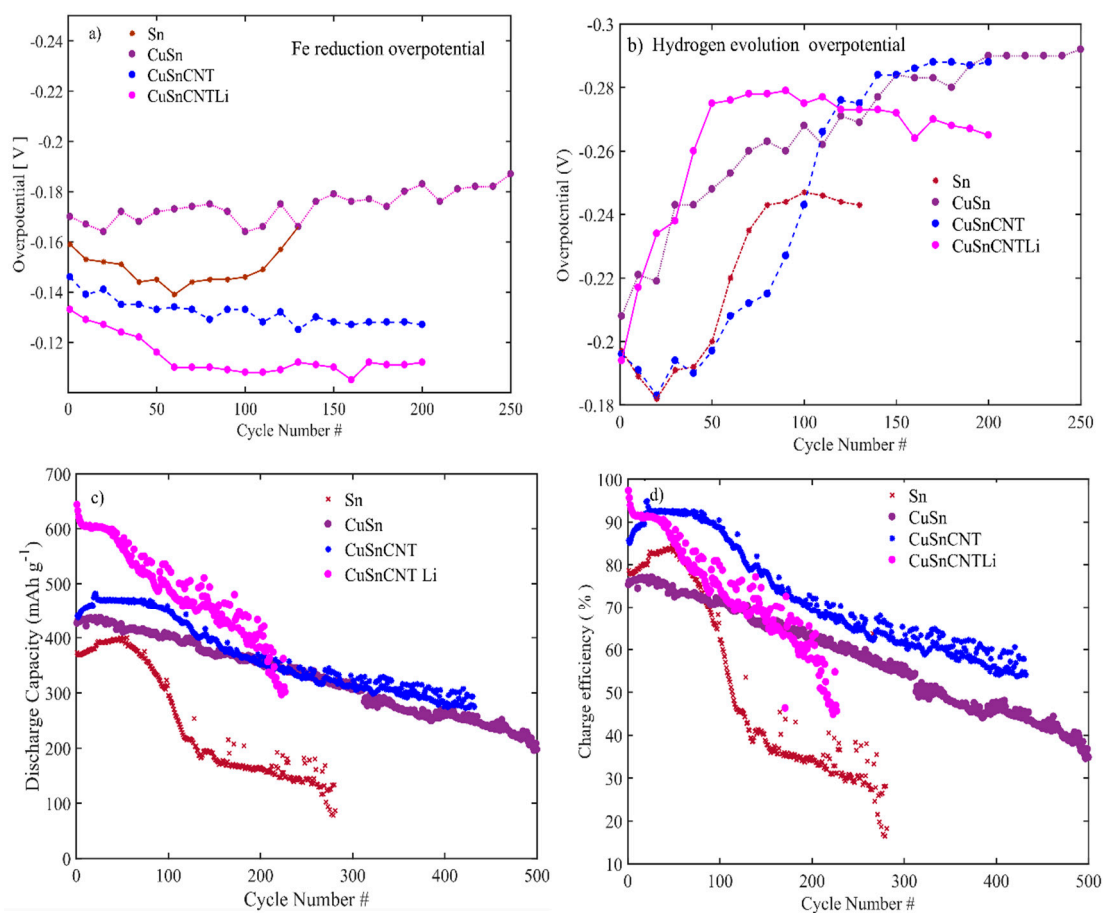 a)
Fe reduction overpotential
Sn
CuSn
CuSnCNT
CuSnCNTLi
Overpotential [ V ]
-0.24
-0.22
-0.2
-0.18
-0.16
-0.14
-0.12
0 50 100 150 200 250
Cycle Number #
b) Hydrogen evolution overpotential
Sn
CuSn
CuSnCNT
CuSnCNTLi
Overpotential (V)
-0.3
-0.28
-0.26
-0.24
-0.22
-0.2
-0.18
0 50 100 150 200 250
Cycle Number #
c)
Sn
CuSn
CuSnCNT
CuSnCNT Li
Discharge Capacity (mAh g-1)
700
600
500
400
300
200
100
0
0 100 200 300 400 500
Cycle Number #
d)
Sn
CuSn
CuSnCNT
CuSnCNTLi
Charge efficiency ( % )
100
90
80
70
60
50
40
30
20
10
0 100 200 300 400 500
Cycle Number #